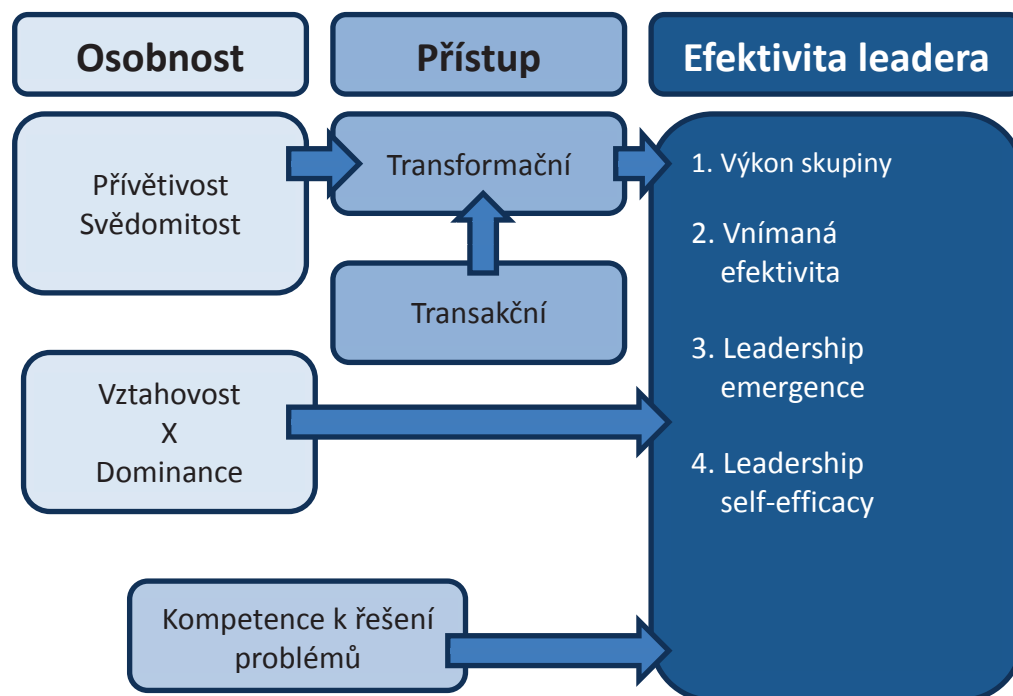 Osobnost
Přístup
Efektivita leadera
Přívětivost
Svědomitost
Transformační
Transakční
Vztahovost
X
Dominance
Kompetence k řešení
problémů
1. Výkon skupiny
2. Vnímaná
efektivita
3. Leadership
emergence
4. Leadership
self-efficacy